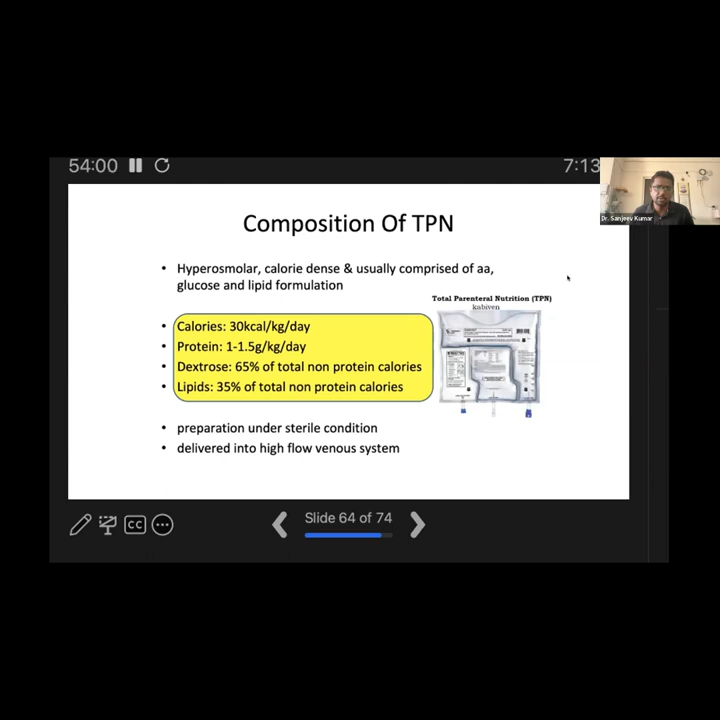 54:00
7:13
Dr. Sanjeev Kumar
Composition Of TPN
• Hyperosmolar, calorie dense & usually comprised of aa,
glucose and lipid formulation
Total Parenteral Nutrition (TPN)
kabiven
• Calories: 30kcal/kg/day
• Protein: 1-1.5g/kg/day
• Dextrose: 65% of total non protein calories
• Lipids: 35% of total non protein calories
• preparation under sterile condition
• delivered into high flow venous system
CC
Slide 64 of 74